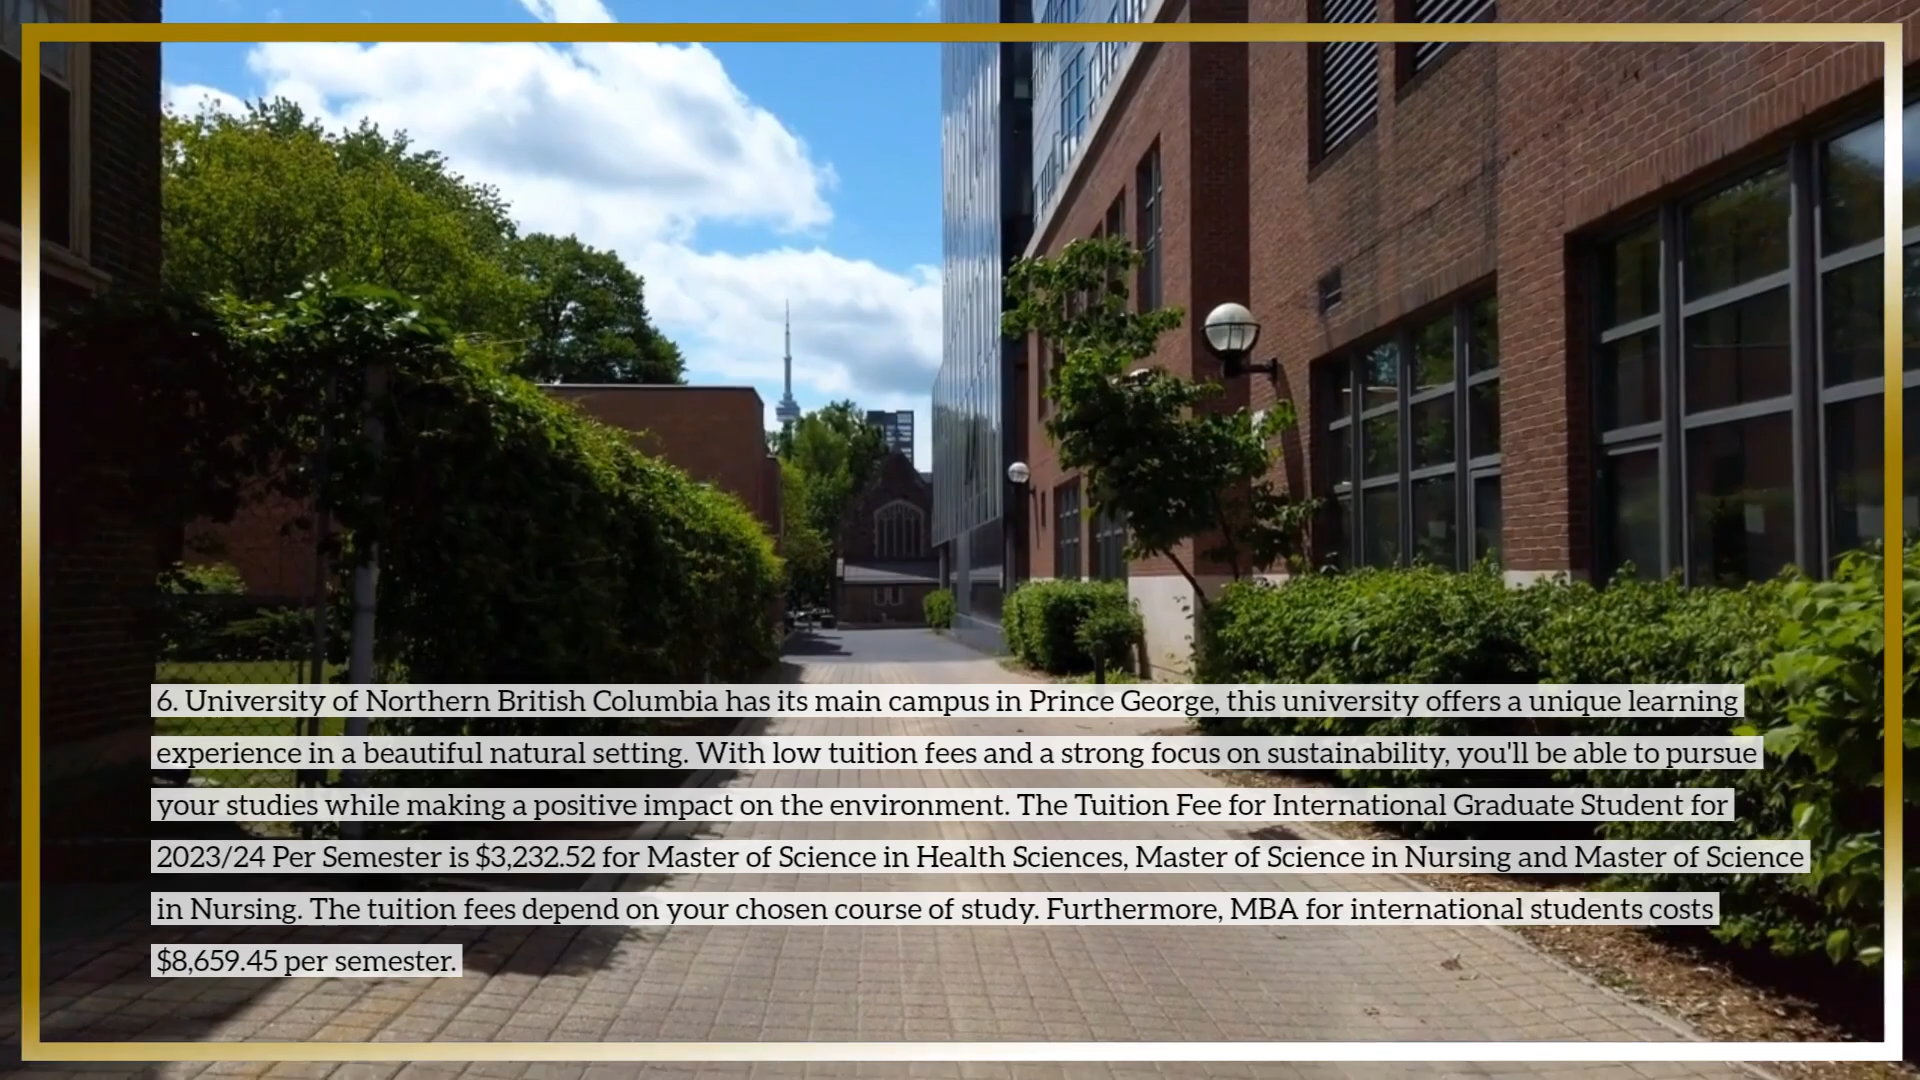 6. University of Northern British Columbia has its main campus in Prince George, this university offers a unique learning
experience in a beautiful natural setting. With low tuition fees and a strong focus on sustainability, you'll be able to pursue
your studies while making a positive impact on the environment. The Tuition Fee for International Graduate Student for
2023/24 Per Semester is $3,232.52 for Master of Science in Health Sciences, Master of Science in Nursing and Master of Science
in Nursing. The tuition fees depend on your chosen course of study. Furthermore, MBA for international students costs
$8,659.45 per semester.